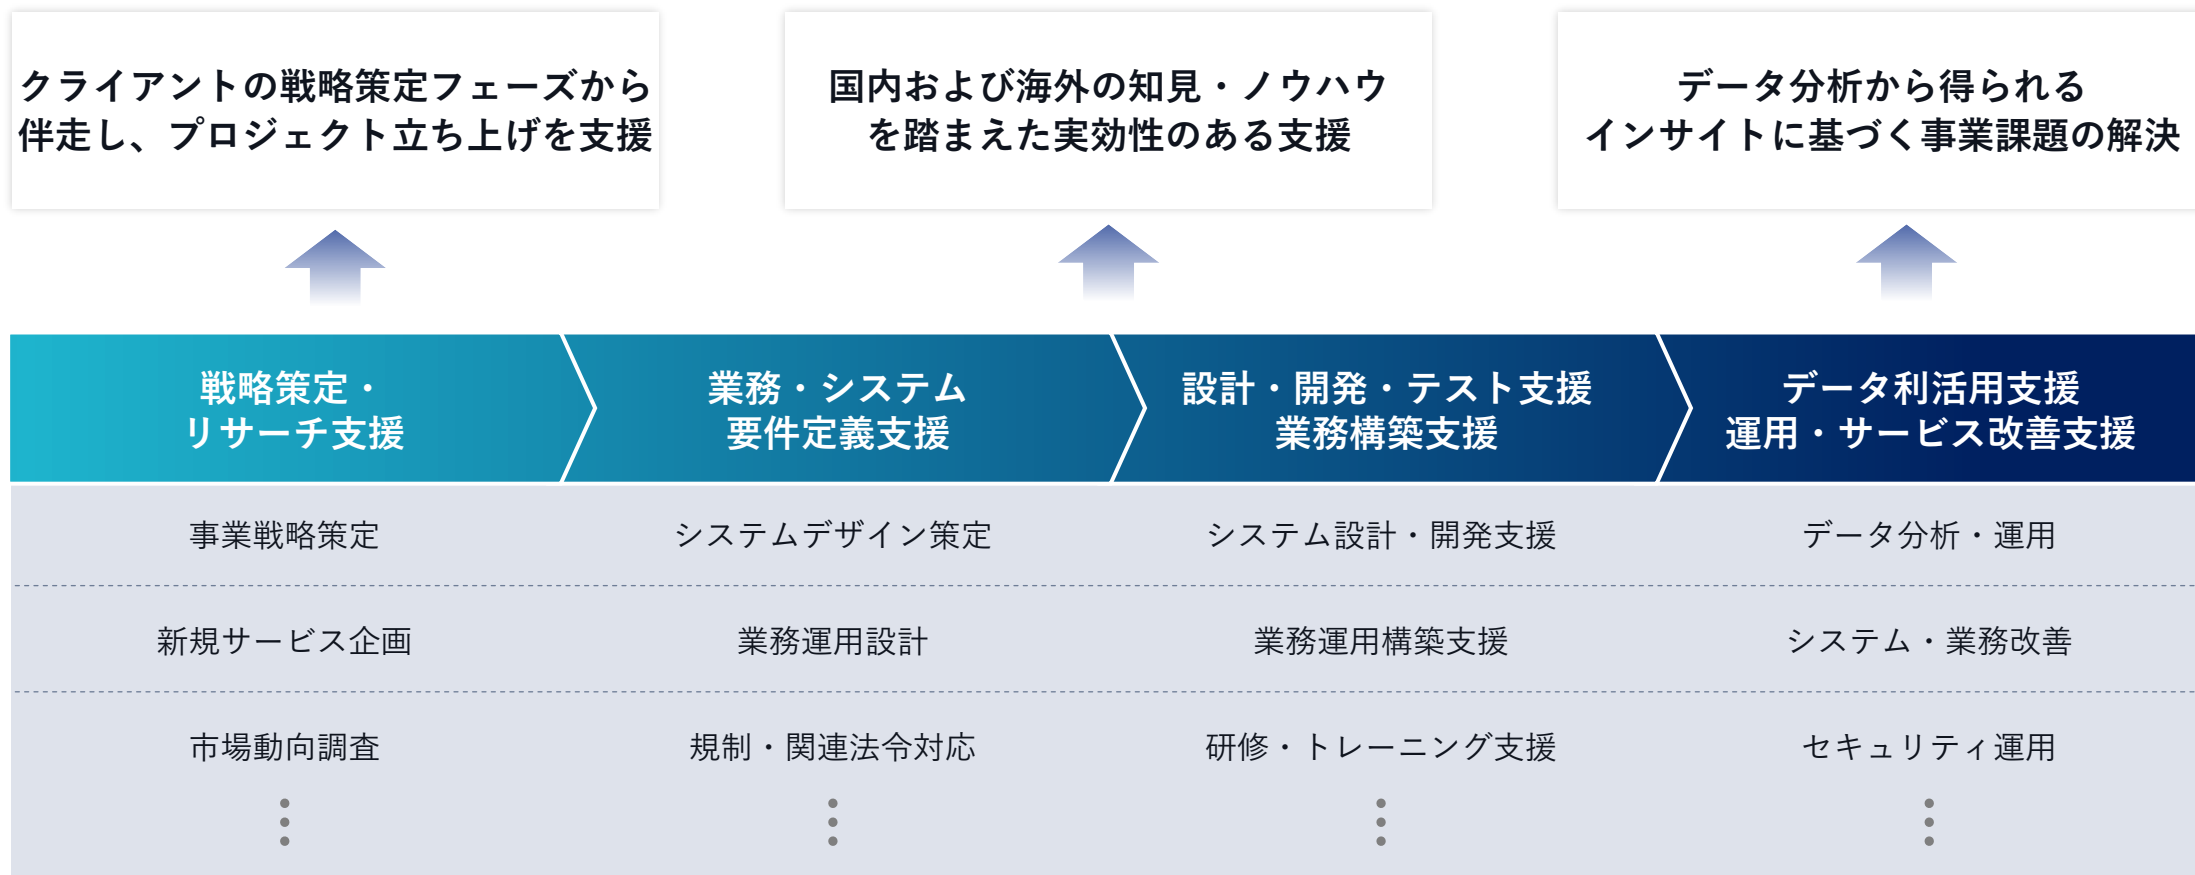 クライアントの戦略策定フェーズから
伴走し、プロジェクト立ち上げを支援
国内および海外の知見・ノウハウ
を踏まえた実効性のある支援
データ分析から得られる
インサイトに基づく事業課題の解決
戦略策定・
リサーチ支援
業務・システム
要件定義支援
設計・開発・テスト支援
業務構築支援
データ利活用支援
運用・サービス改善支援
事業戦略策定
システムデザイン策定
システム設計・開発支援
データ分析・運用
新規サービス企画
業務運用設計
業務運用構築支援
システム・業務改善
市場動向調査
規制・関連法令対応
研修・トレーニング支援
セキュリティ運用